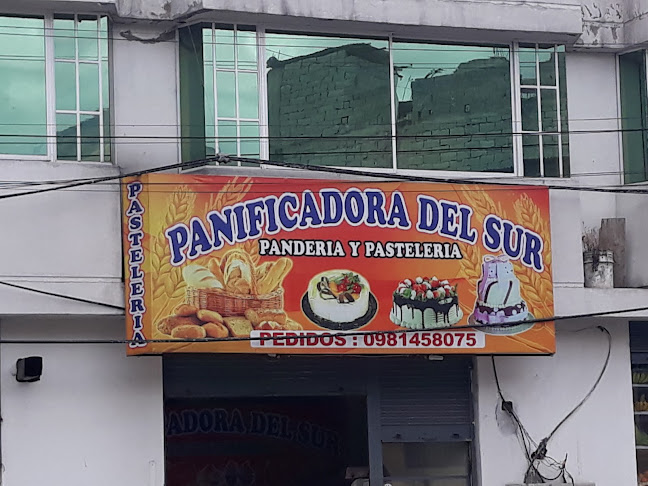 PASTELERIA
PANIFICADORA DEL SUR
PANDERIA Y PASTELERIA
PEDIDOS : 0981458075
ADORA DEL SUR